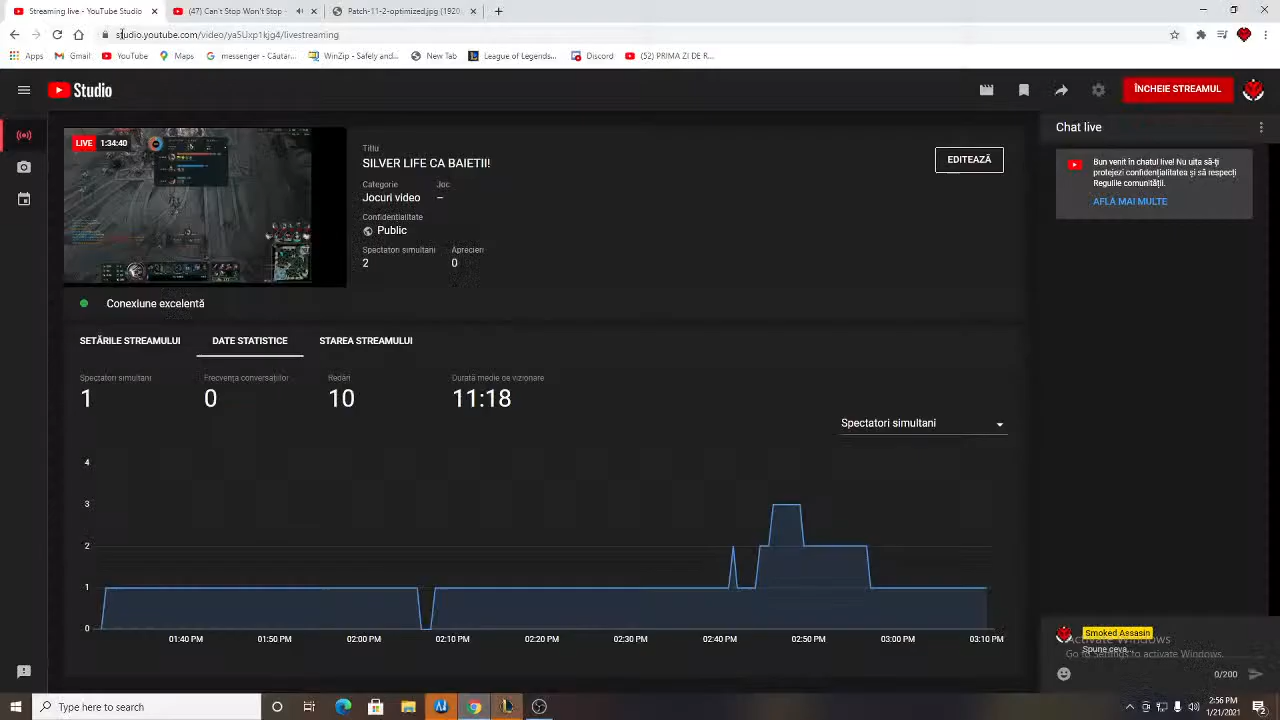 Streaming live - YouTube Studio
(47) Can't Stop Won't Stop -
Patch-11-2-optimized.jpg (1920
studio.youtube.com/video/yaSUxp1kjg4/livestreaming
Apps
Gmail
YouTube
Maps
messenger - Căutar...
WinZip - Safely and...
New Tab
League of Legends...
Discord
(52) PRIMA ZI DE R...
Studio
ÎNCHEIE STREAMUL
LIVE 1:34:40
Titlu
SILVER LIFE CA BAIETII!
EDITEAZĂ
Categorie
Joc
Jocuri video
–
Confidențialitate
Public
Spectatori simultani
Aprecieri
2
0
Conexiune excelentă
SETĂRILE STREAMULUI
DATE STATISTICE
STAREA STREAMULUI
Spectatori simultani
Frecvența conversațiilor
Redări
Durată medie de vizionare
1
0
10
11:18
Spectatori simultani
4
3
2
1
0
01:40 PM
01:50 PM
02:00 PM
02:10 PM
02:20 PM
02:30 PM
02:40 PM
02:50 PM
03:00 PM
03:10 PM
Chat live
Bun venit în chatul live! Nu uita să-ți
protejezi confidențialitatea și să respecți
Regulile comunității.
AFLĂ MAI MULTE
Smoked Assasin
Activate Windows
Spune ceva...
Go to Settings to activate Windows.
0/200
Type here to search
2:56 PM
1/21/2021